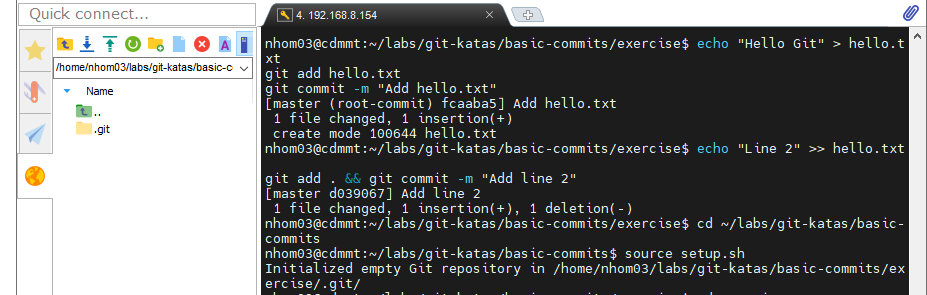 Quick connect...
4. 192.168.8.154
/home/nhom03/labs/git-katas/basic-c
Name
..
.git
nhom03@cdmmt:~/labs/git-katas/basic-commits/exercise$ echo "Hello Git" > hello.t
xt
git add hello.txt
git commit -m "Add hello.txt"
[master (root-commit) fcaaba5] Add hello.txt
 1 file changed, 1 insertion(+)
 create mode 100644 hello.txt
nhom03@cdmmt:~/labs/git-katas/basic-commits/exercise$ echo "Line 2" >> hello.txt
git add . && git commit -m "Add line 2"
[master d039067] Add line 2
 1 file changed, 1 insertion(+), 1 deletion(-)
nhom03@cdmmt:~/labs/git-katas/basic-commits/exercise$ cd ~/labs/git-katas/basic-
commits
nhom03@cdmmt:~/labs/git-katas/basic-commits$ source setup.sh
Initialized empty Git repository in /home/nhom03/labs/git-katas/basic-commits/ex
ercise/.git/